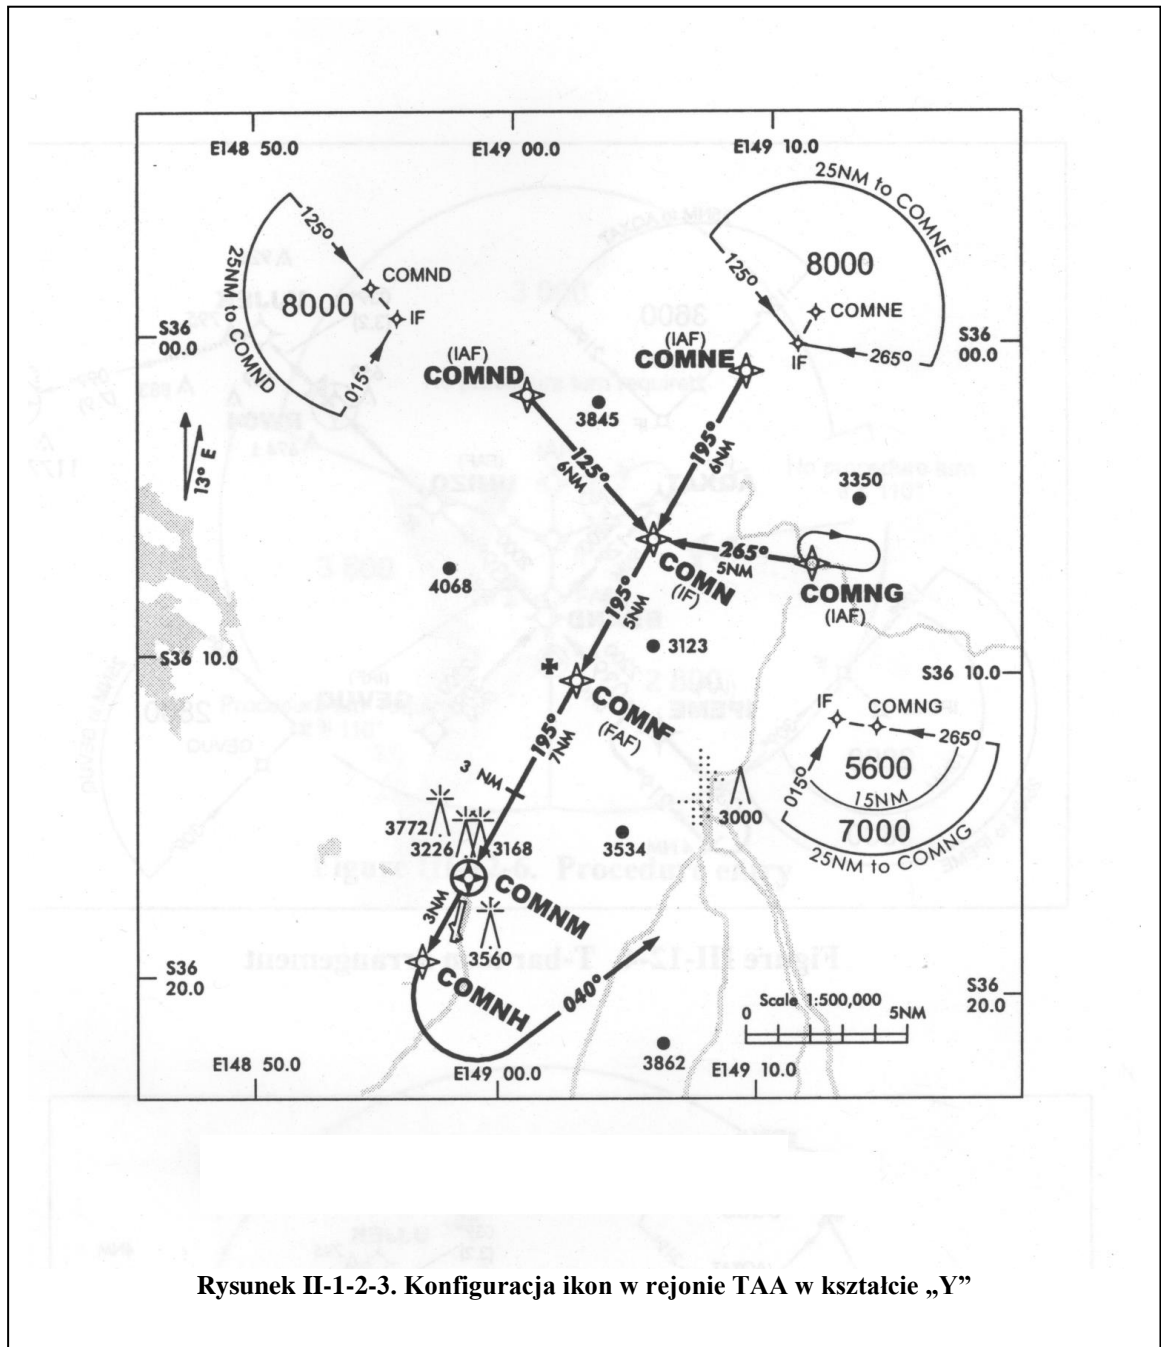 E148 50.0
E149 00.0
E149 10.0
25NM to COMNE
125°
COMND
25NM to COMND
8000
IF
015°
125°
8000
COMNE
IF
265°
S36
00.0
S36
00.0
(IAF)
COMND
(IAF)
COMNE
3845
13° E
125°
6NM
195°
6NM
3350
4068
265°
5NM
COMN
(IF)
COMNG
(IAF)
195°
5NM
3123
S36 10.0
S36 10.0
COMNF
(FAF)
195°
7NM
IF
COMNG
265°
015°
5600
15NM
7000
25NM to COMNG
3 NM
3772
3226
3168
3534
3000
COMNM
3NM
3560
COMNH
040°
S36
20.0
S36
20.0
Scale 1:500,000
0
5NM
3862
E148 50.0
E149 00.0
E149 10.0
Rysunek II-1-2-3. Konfiguracja ikon w rejonie TAA w kształcie „Y”